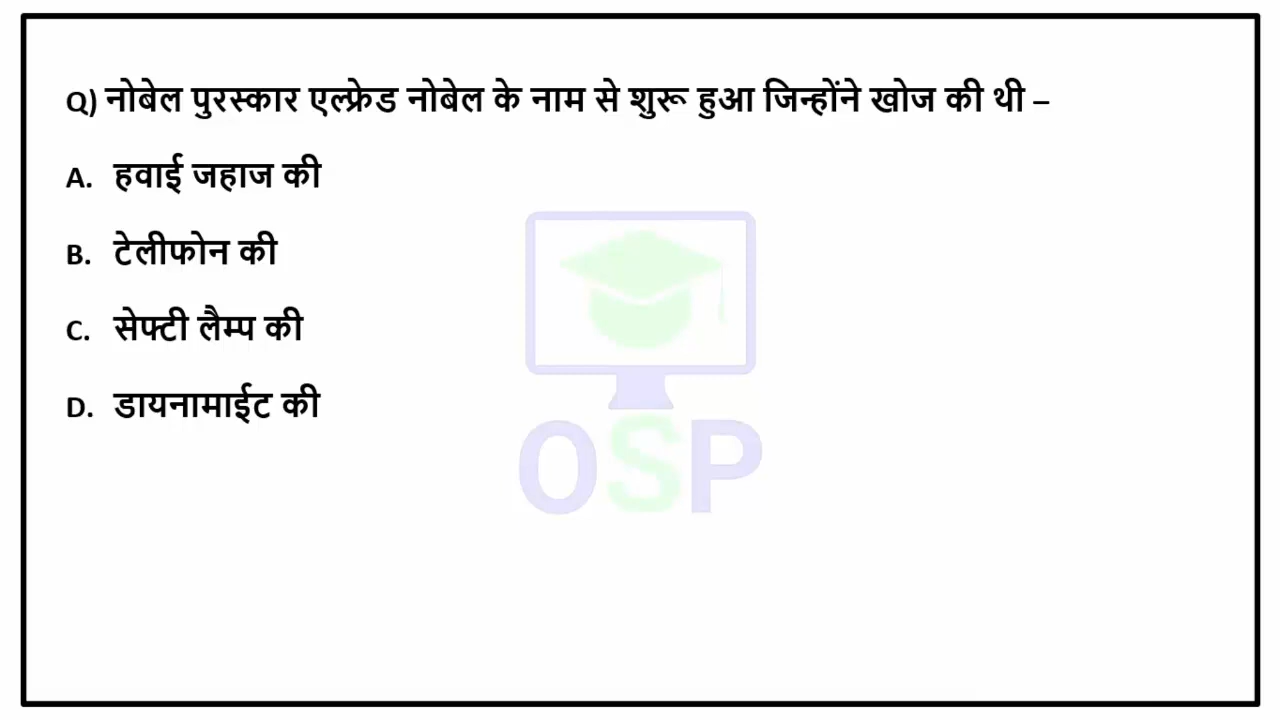 Q) नोबेल पुरस्कार एल्फ्रेड नोबेल के नाम से शुरू हुआ जिन्होंने खोज की थी –
A. हवाई जहाज की
B. टेलीफोन की
C. सेफ्टी लैम्प की
D. डायनामाईट की
OSP